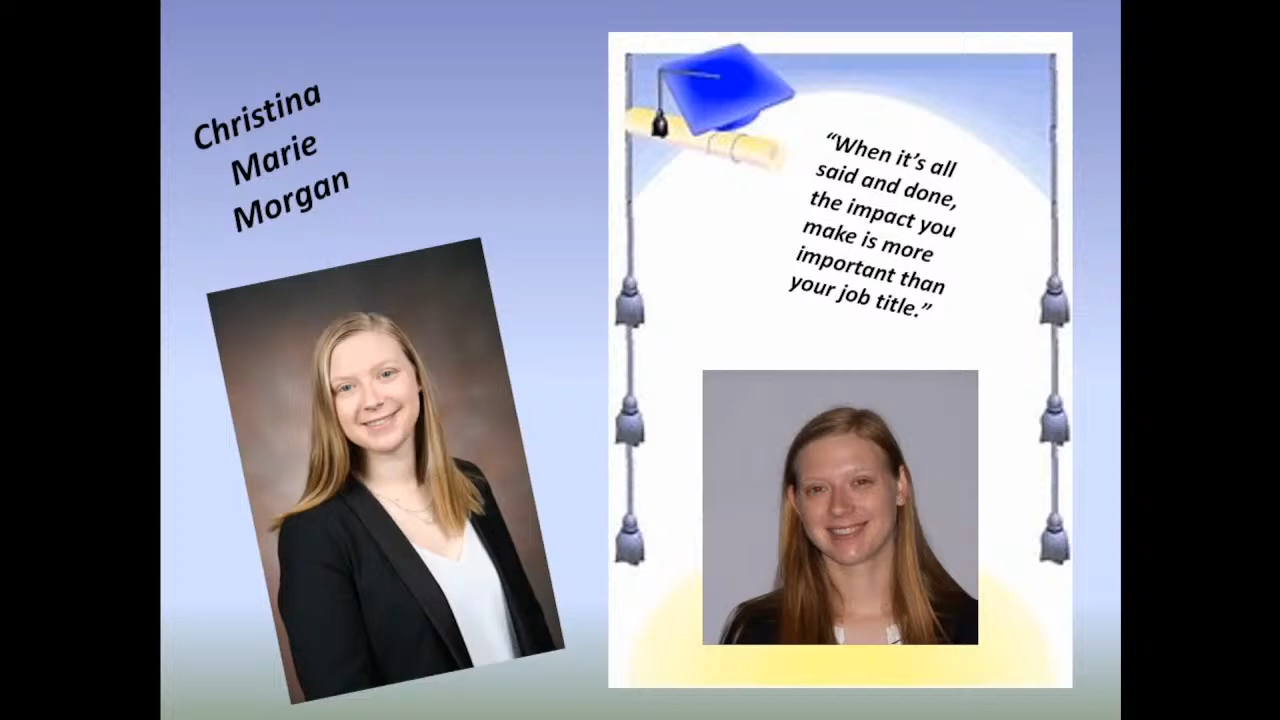 Christina
Marie
Morgan
“When it’s all
said and done,
the impact you
make is more
important than
your job title.”